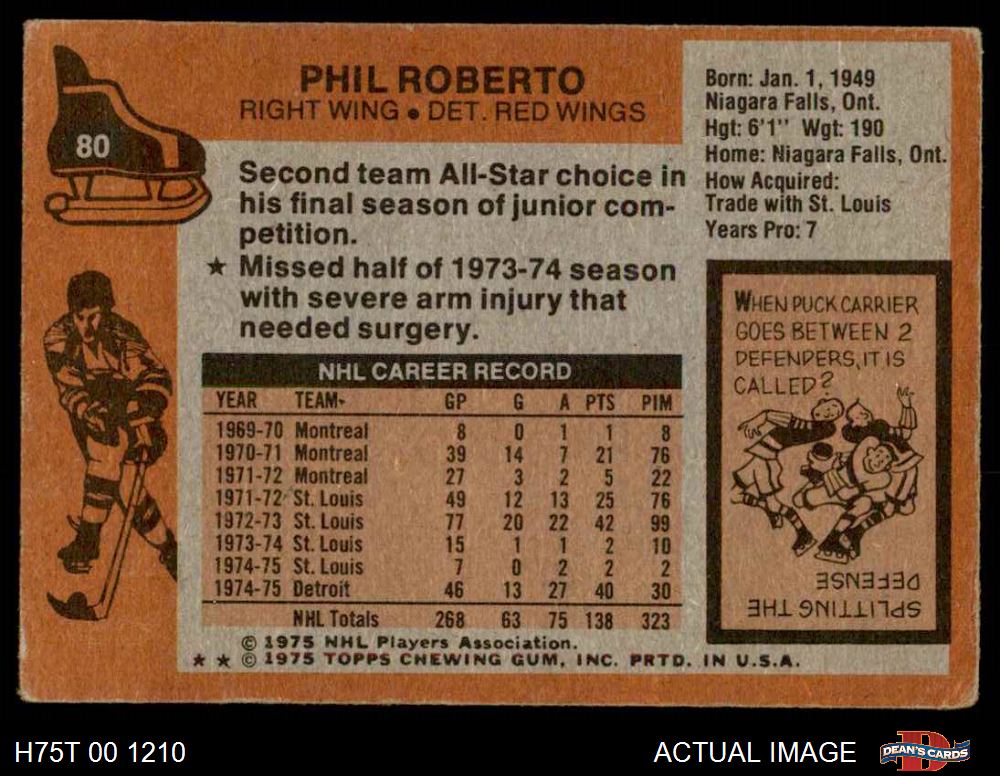 80
PHIL ROBERTO
RIGHT WING • DET. RED WINGS
Second team All-Star choice in
his final season of junior com-
petition.
★ Missed half of 1973-74 season
with severe arm injury that
needed surgery.
Born: Jan. 1, 1949
Niagara Falls, Ont.
Hgt: 6'1" Wgt: 190
Home: Niagara Falls, Ont.
How Acquired:
Trade with St. Louis
Years Pro: 7
NHL CAREER RECORD
YEAR TEAM GP G A PTS PIM
1969-70 Montreal 8 0 1 1 8
1970-71 Montreal 39 14 7 21 76
1971-72 Montreal 27 3 2 5 22
1971-72 St. Louis 49 12 13 25 76
1972-73 St. Louis 77 20 22 42 99
1973-74 St. Louis 15 1 1 2 10
1974-75 St. Louis 7 0 2 2 2
1974-75 Detroit 46 13 27 40 30
NHL Totals 268 63 75 138 323
WHEN PUCK CARRIER
GOES BETWEEN 2
DEFENDERS, IT IS
CALLED?
SPLITTING THE
DEFENSE
© 1975 NHL Players Association.
★ ★ © 1975 TOPPS CHEWING GUM, INC. PRTD. IN U.S.A.
H75T 00 1210
ACTUAL IMAGE
DEAN'S CARDS